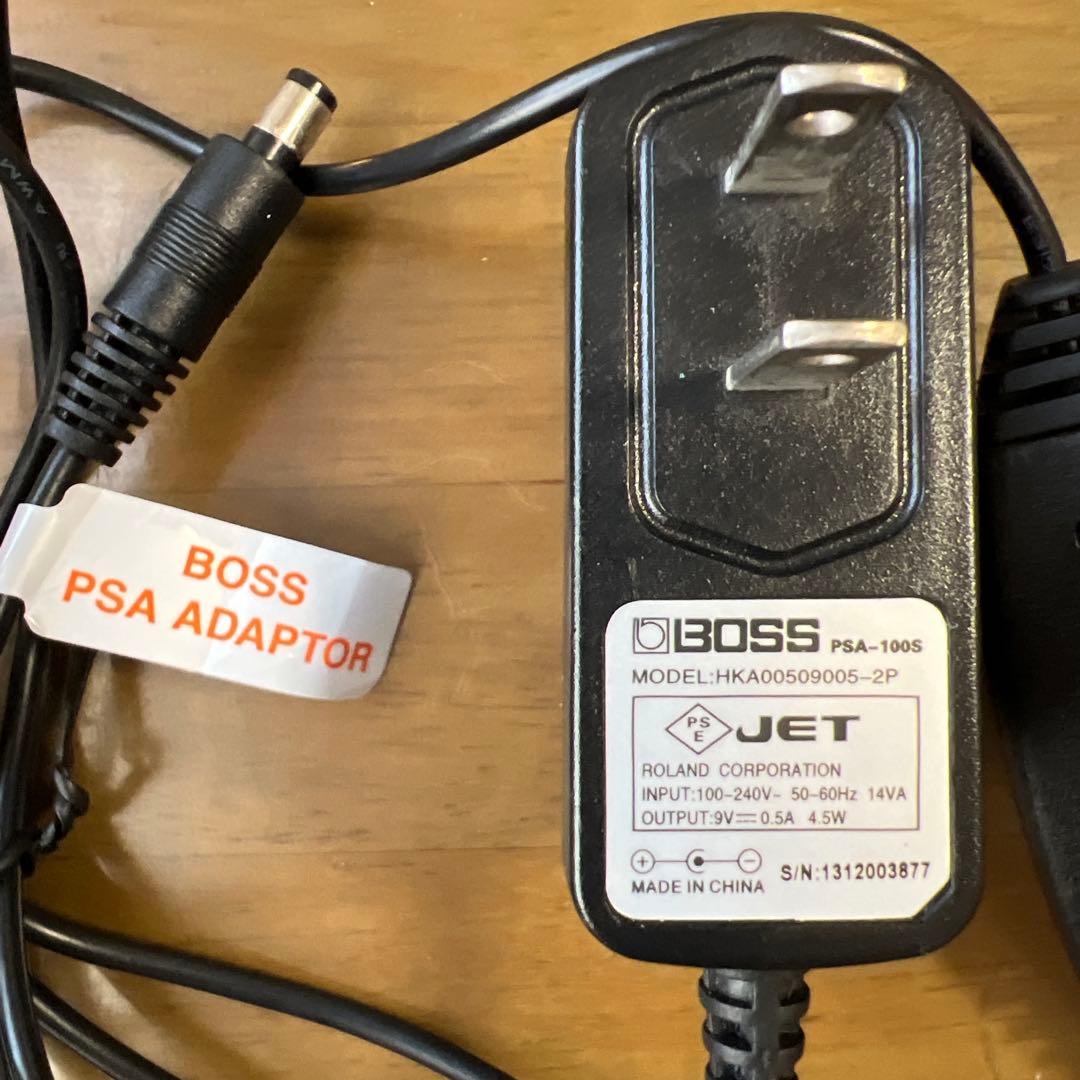 AWM
BOSS
PSA ADAPTOR
BOSS PSA-100S
MODEL:HKA00509005-2P
PS
E
JET
ROLAND CORPORATION
INPUT:100-240V~ 50-60Hz 14VA
OUTPUT:9V⎓0.5A 4.5W
+ -
MADE IN CHINA
S/N:1312003877